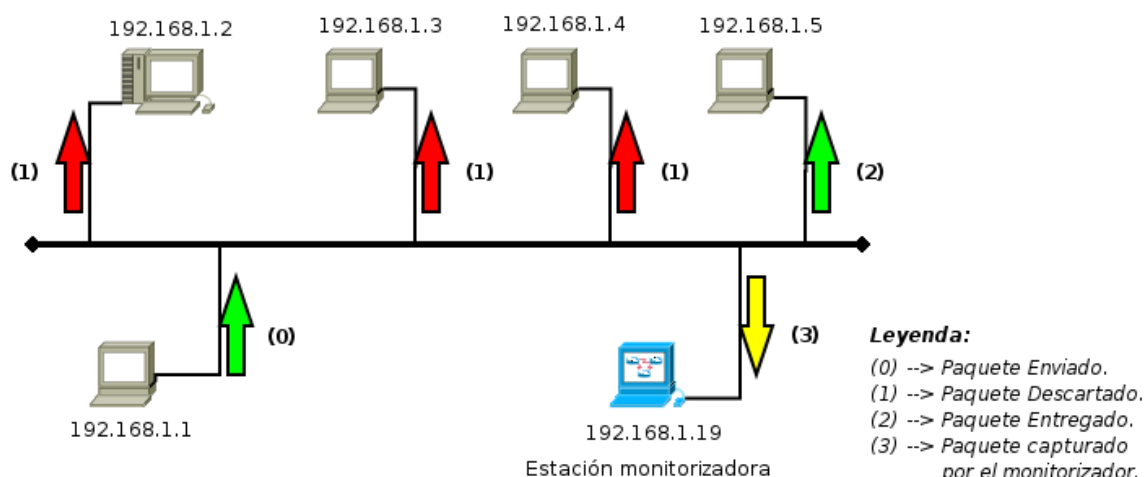 192.168.1.2
192.168.1.3
192.168.1.4
192.168.1.5
(1)
(1)
(1)
(2)
(0)
(3)
192.168.1.1
192.168.1.19
Estación monitorizadora
Leyenda:
(0) --> Paquete Enviado.
(1) --> Paquete Descartado.
(2) --> Paquete Entregado.
(3) --> Paquete capturado
por el monitorizador.